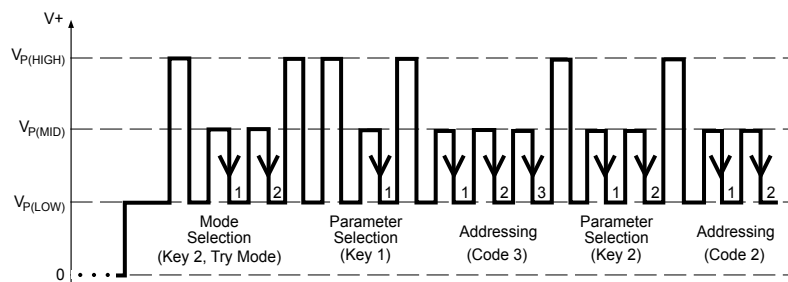 V+
VP(HIGH)
VP(MID)
1 2 1 1 2 3 1 2 1 2
VP(LOW)
Mode
Selection
(Key 2, Try Mode)
Parameter
Selection
(Key 1)
Addressing
(Code 3)
Parameter
Selection
(Key 2)
Addressing
(Code 2)
0